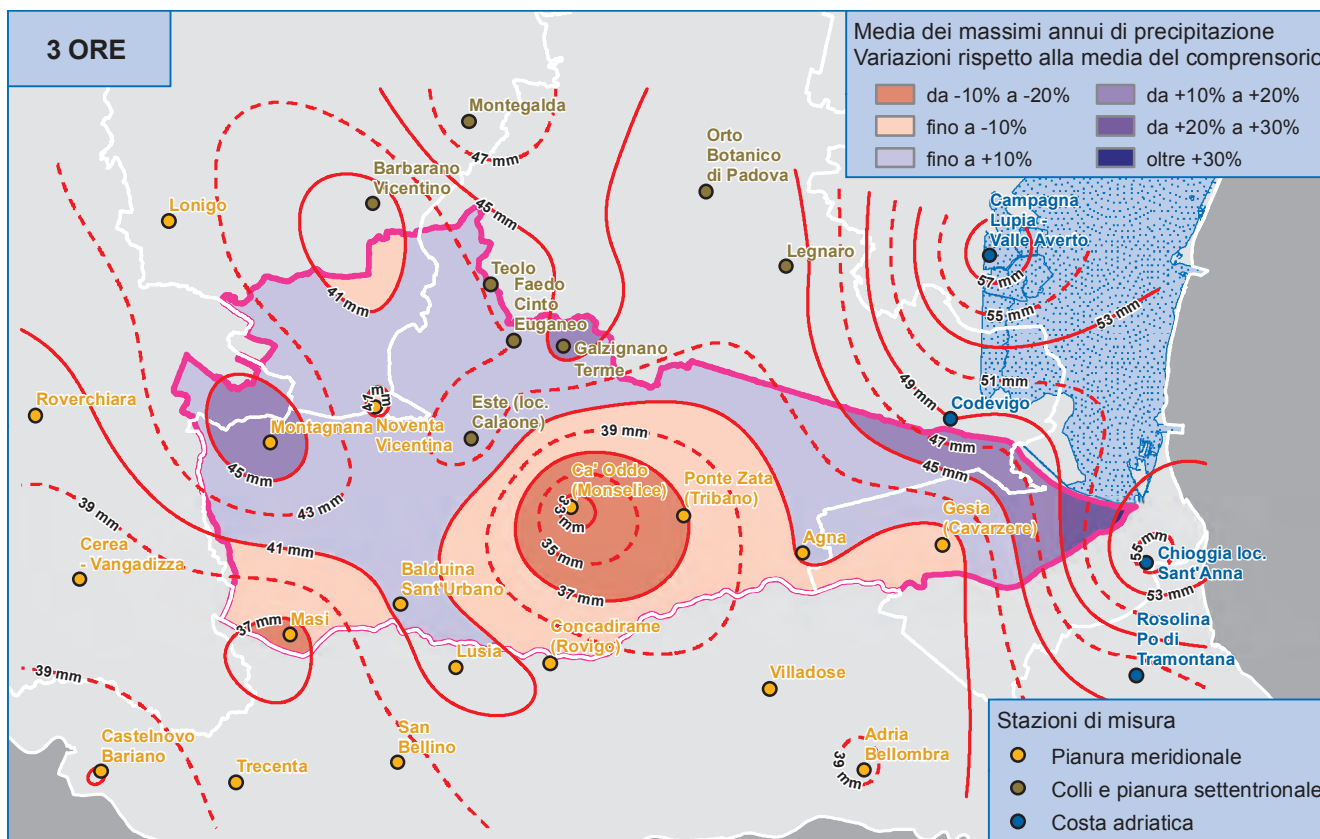 3 ORE
Media dei massimi annui di precipitazione
Variazioni rispetto alla media del comprensorio
da -10% a -20%
fino a -10%
fino a +10%
da +10% a +20%
da +20% a +30%
oltre +30%
Montegalda
47 mm
Orto
Botanico
di Padova
Barbarano
Vicentino
45 mm
Lonigo
Campagna
Lupia -
Valle Averto
57 mm
55 mm
53 mm
Legnaro
Teolo
Faedo
Cinto
Euganeo
41 mm
Galzignano
Terme
51 mm
49 mm
Codevigo
47 mm
45 mm
Roverchiara
Montagnana
41 mm
Noventa
Vicentina
Este (loc.
Calaone)
39 mm
45 mm
43 mm
Ca' Oddo
(Monselice)
33 mm
35 mm
37 mm
Ponte Zata
(Tribano)
Gesia
(Cavarzere)
Agna
39 mm
Cerea
- Vangadizza
41 mm
Balduina
Sant'Urbano
55 mm
Chioggia loc.
Sant'Anna
53 mm
37 mm
Masi
Lusia
Concadirame
(Rovigo)
Rosolina
Po di
Tramontana
39 mm
Villadose
Castelnovo
Bariano
Trecenta
San
Bellino
39 mm
Adria
Bellombra
Stazioni di misura
Pianura meridionale
Colli e pianura settentrionale
Costa adriatica